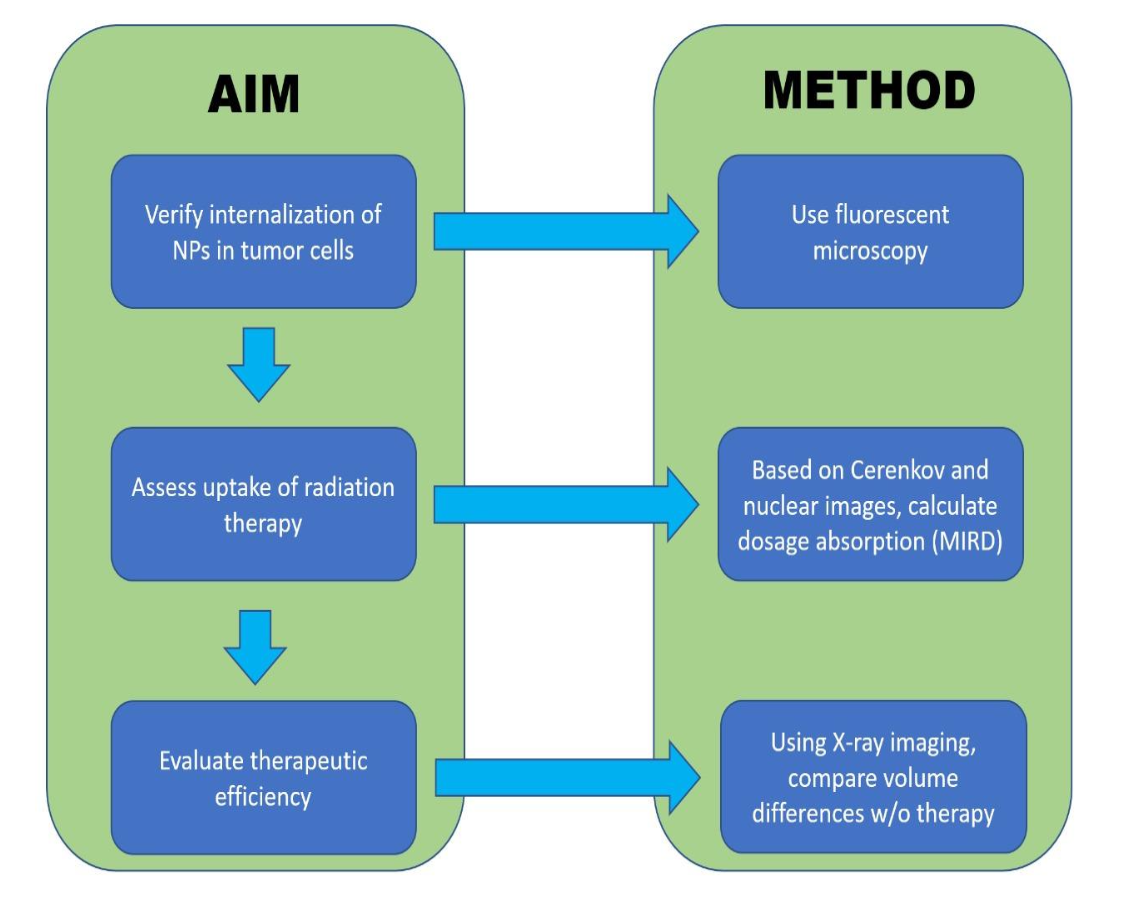 AIM
Verify internalization of
NPs in tumor cells
Assess uptake of radiation
therapy
Evaluate therapeutic
efficiency
METHOD
Use fluorescent
microscopy
Based on Cerenkov and
nuclear images, calculate
dosage absorption (MIRD)
Using X-ray imaging,
compare volume
differences w/o therapy